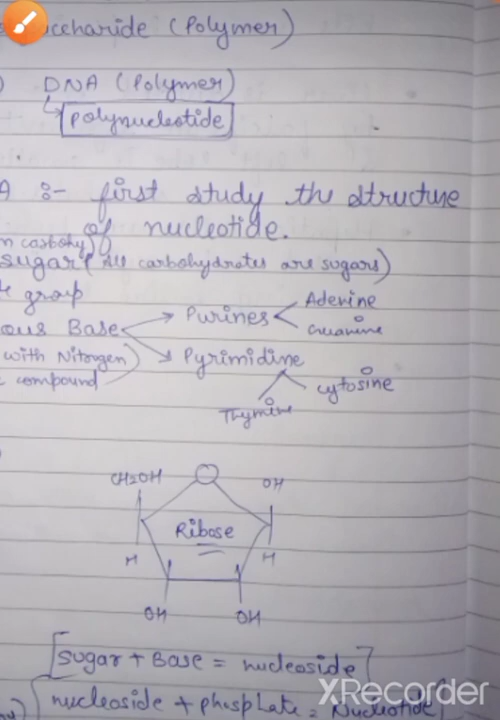 ccharide (Polymer)
DNA (Polymer)
Polynucleotide
A :- first study the structure
of nucleotide.
n carbohy)
sugar (All carbohydrates are sugars)
group
ous Base → Purines Adenine
Guanine
with Nitrogen) Pyrimidine
compound Cytosine
Thymine
CH2OH OH
Ribose
H H
OH OH
[Sugar + Base = nucleoside]
nucleoside + phosphate = Nucleotide
XRecorder